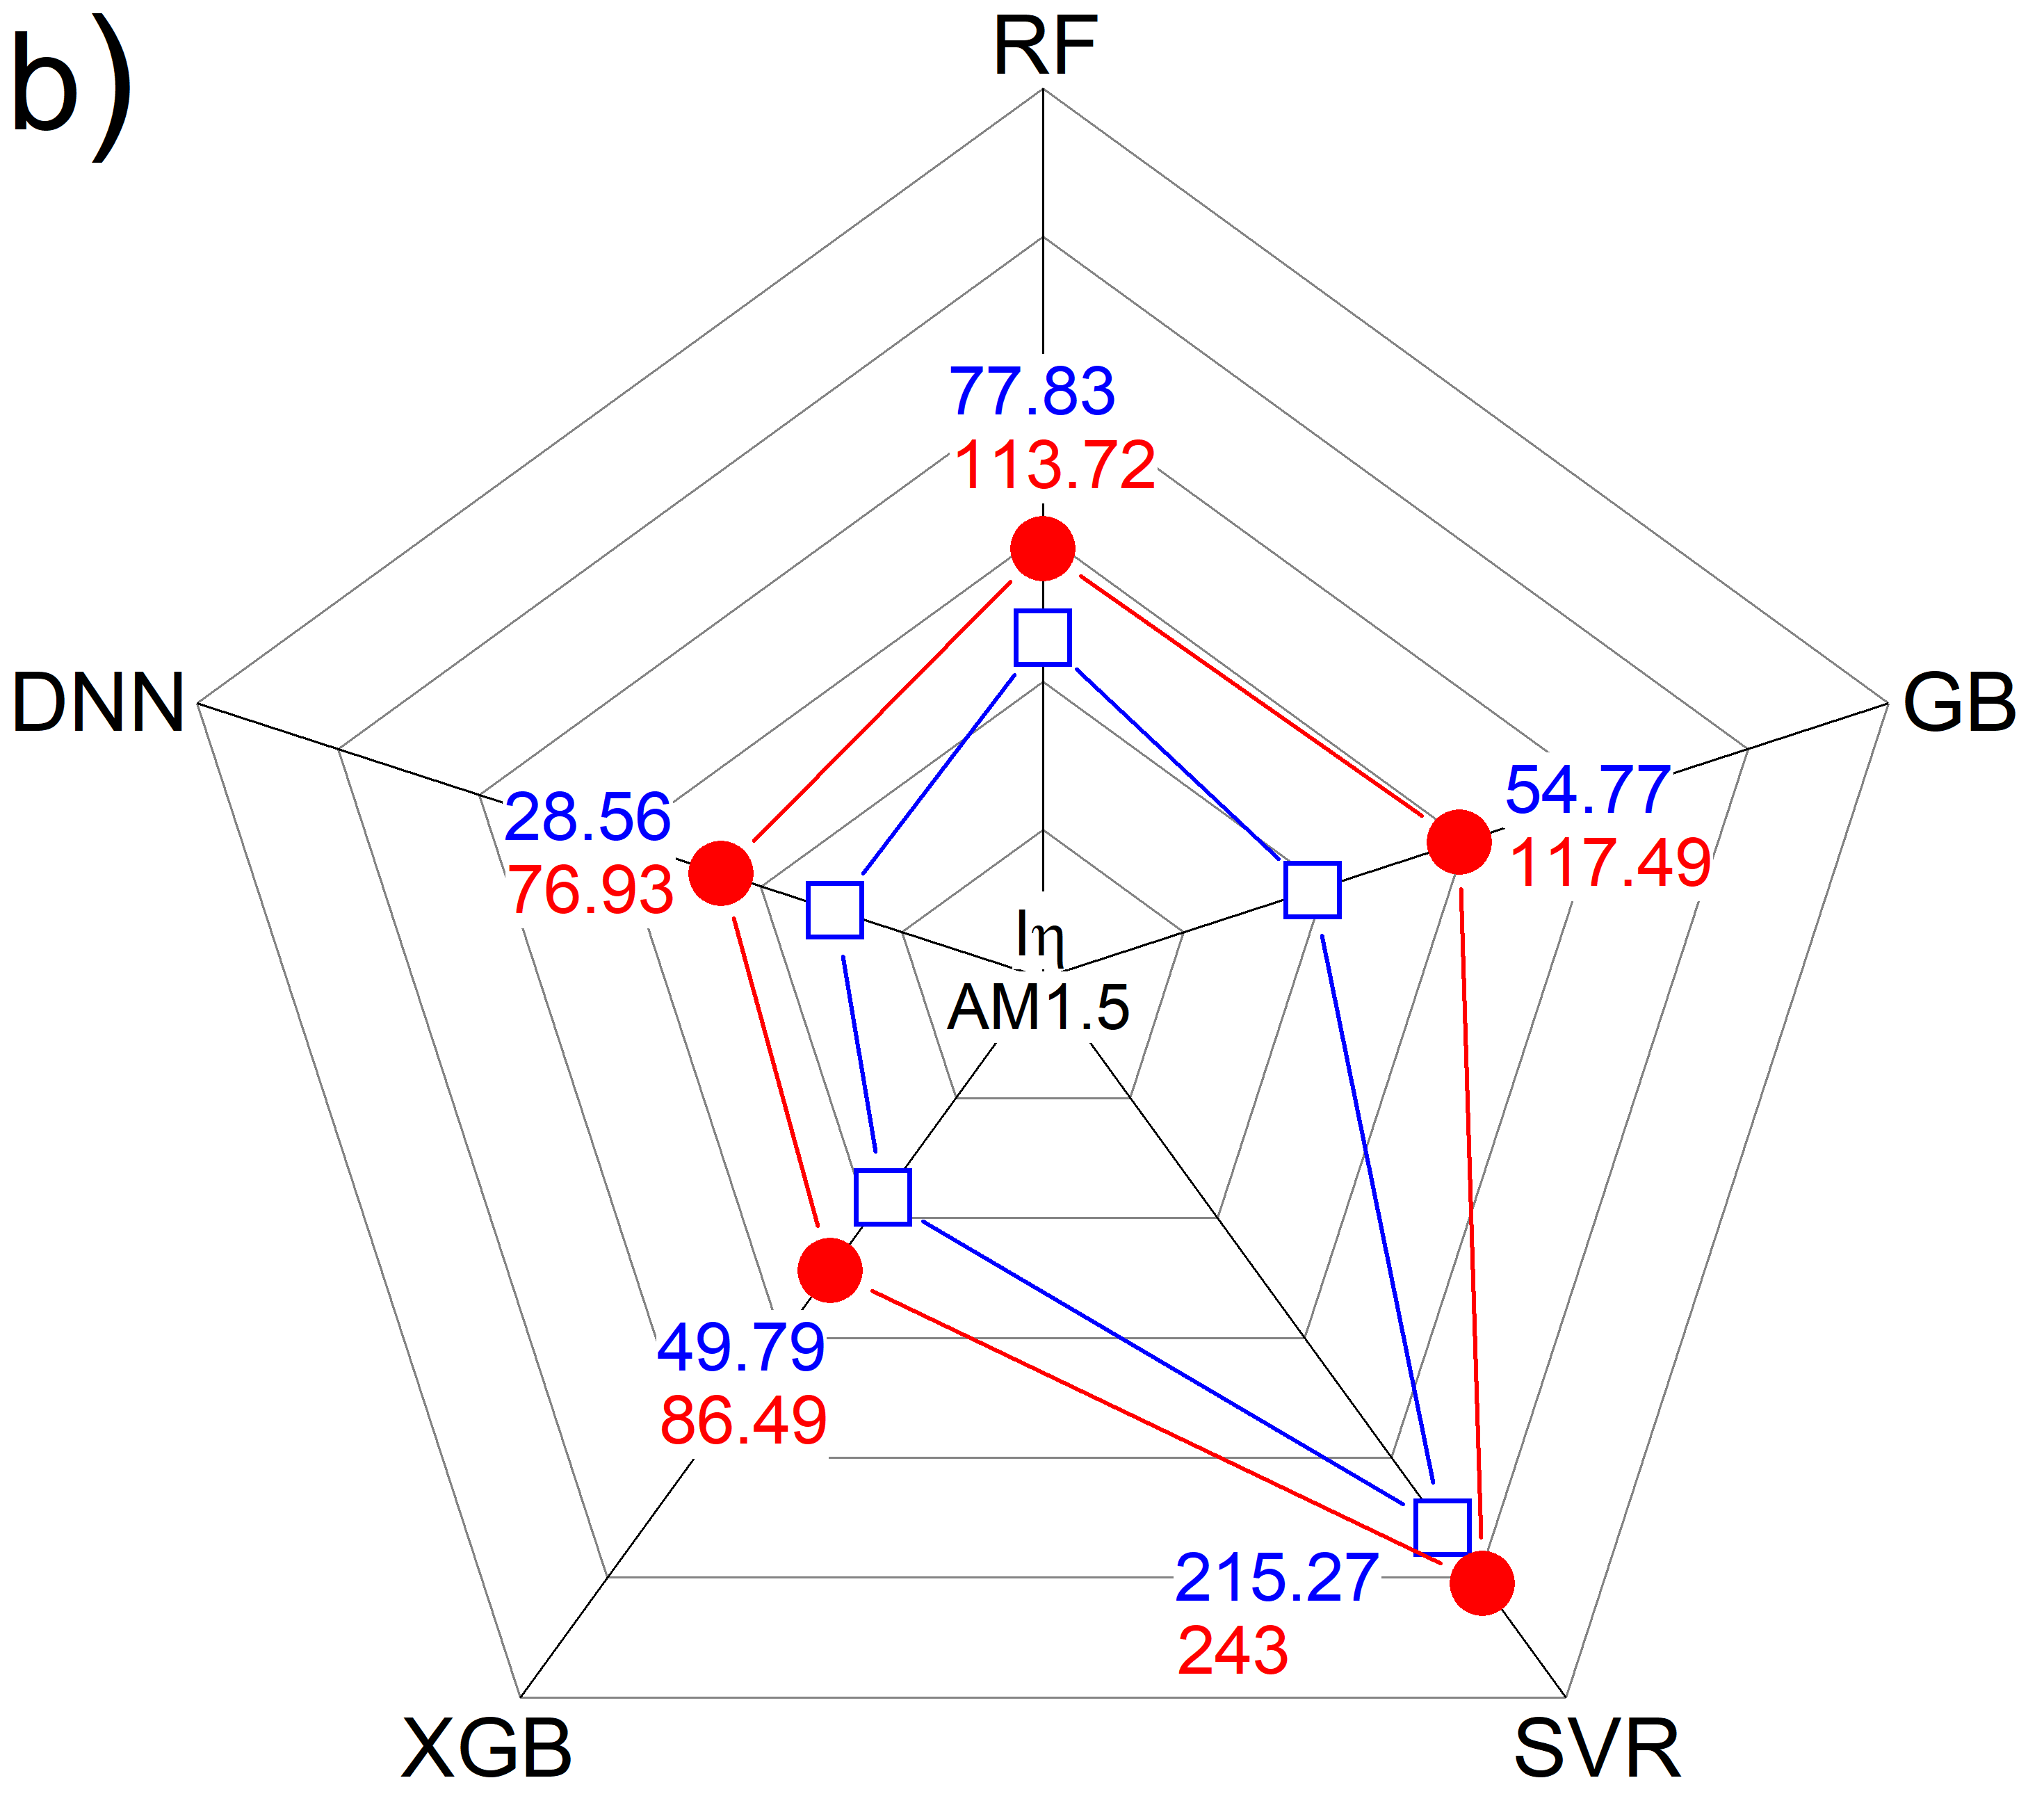 b)
RF
77.83
113.72
DNN
GB
54.77
117.49
28.56
76.93
Iη
AM1.5
49.79
86.49
215.27
243
XGB
SVR